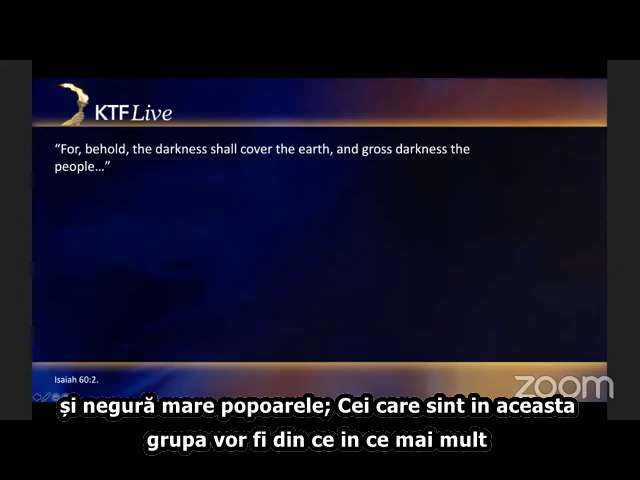 KTF Live
“For, behold, the darkness shall cover the earth, and gross darkness the
people…”
Isaiah 60:2.
zoom
și negură mare popoarele; Cei care sint in aceasta
grupa vor fi din ce in ce mai mult